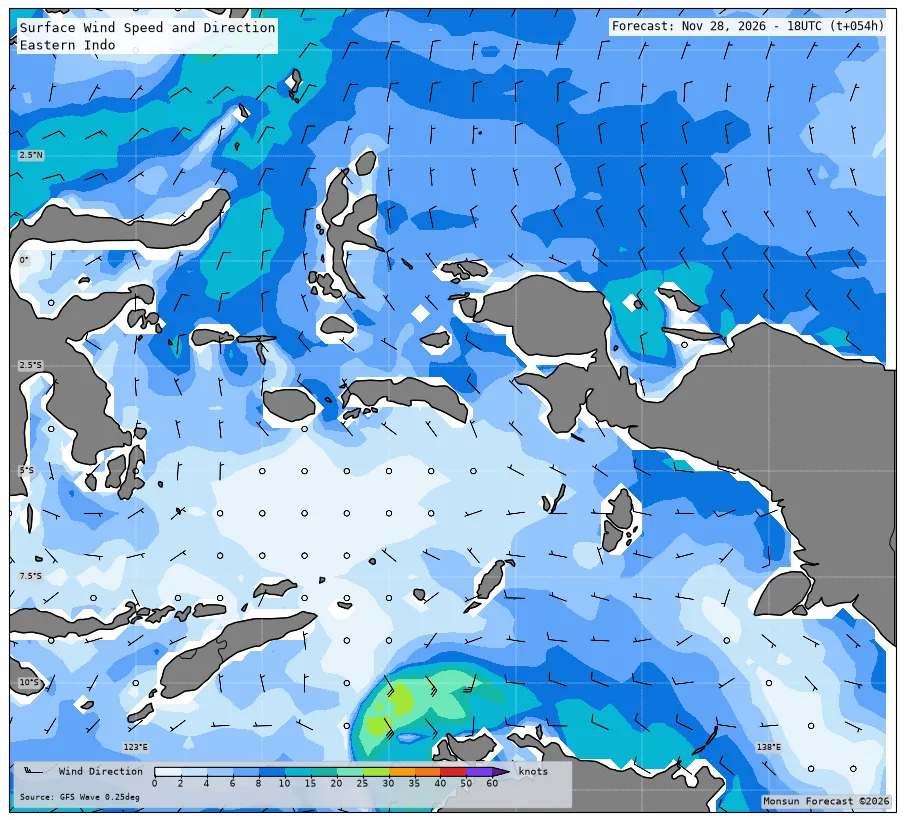 Surface Wind Speed and Direction
Eastern Indo
Forecast: Nov 28, 2026 - 18UTC (t+054h)
2.5°N
0°
2.5°S
5°S
7.5°S
10°S
123°E
138°E
Wind Direction
0 2 4 6 8 10 15 20 25 30 35 40 50 60
knots
Source: GFS Wave 0.25deg
Monsun Forecast ©2026